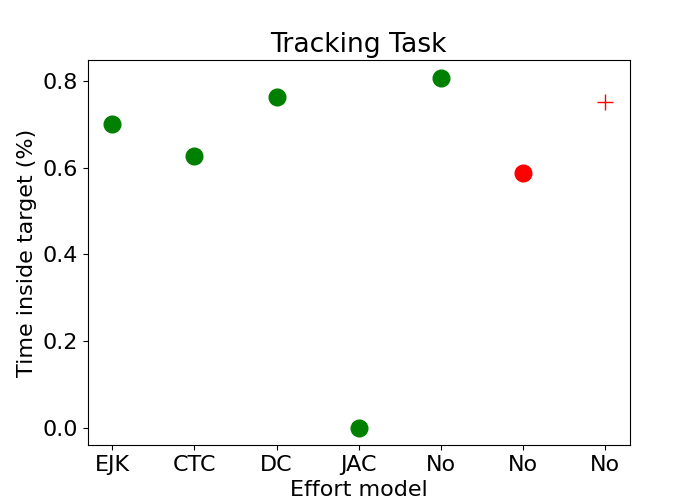 Tracking Task
Time inside target (%)
0.8
0.6
0.4
0.2
0.0
EJK CTC DC JAC No No No
Effort model